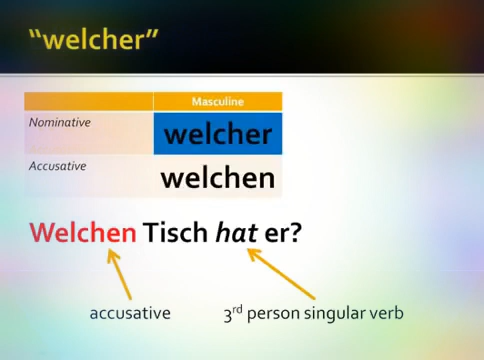 “welcher”
Masculine
Nominative welcher
Accusative welchen
Welchen Tisch hat er?
accusative 3rd person singular verb